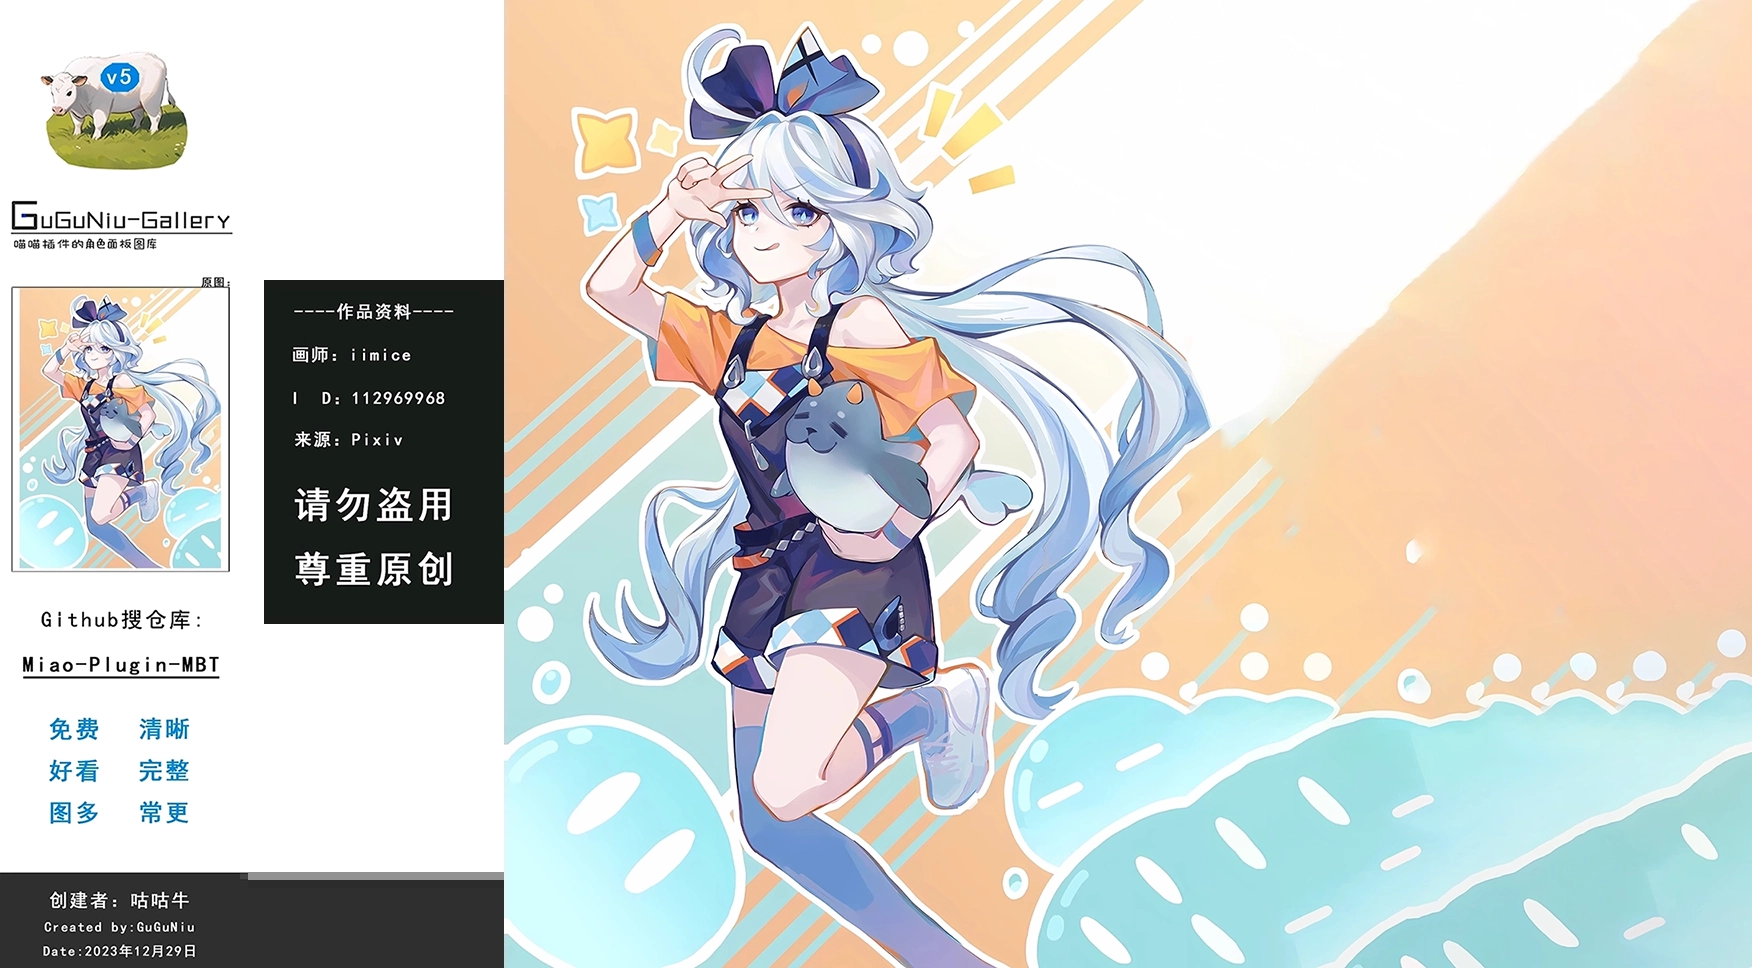 v5
GuGuNiu-Gallery
喵喵插件的角色面板图库
原图:
Github搜仓库:
Miao-Plugin-MBT
免费 清晰
好看 完整
图多 常更
创建者：咕咕牛
Created by:GuGuNiu
Date:2023年12月29日
----作品资料----
画师：iimice
I D：112969968
来源：Pixiv
请勿盗用
尊重原创